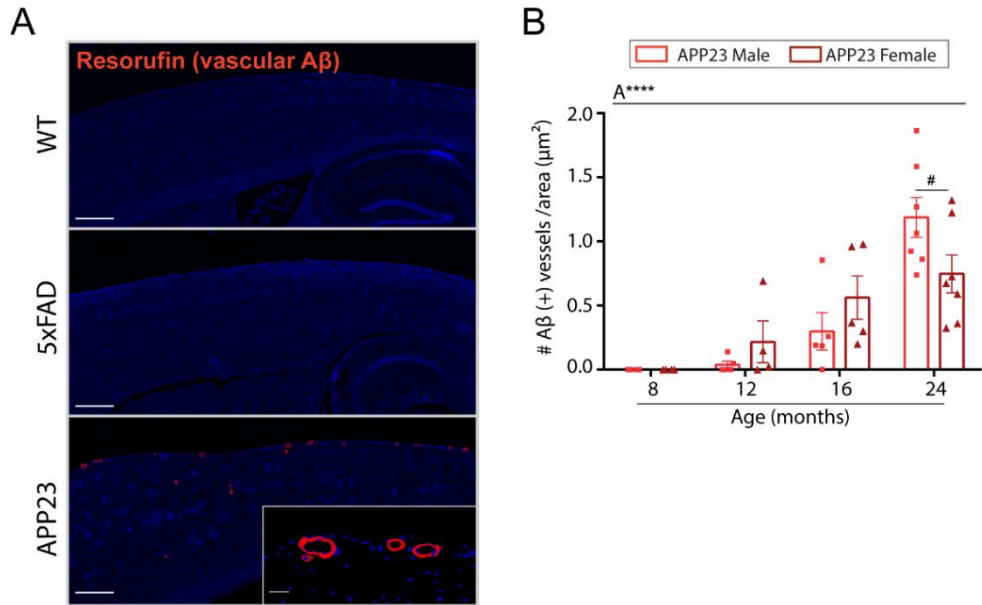 A
Resorufin (vascular Aβ)
WT
5xFAD
APP23
B
APP23 Male APP23 Female
A****
# Aβ (+) vessels /area (µm²)
2.0
1.5
1.0
0.5
0.0
#
8 12 16 24
Age (months)